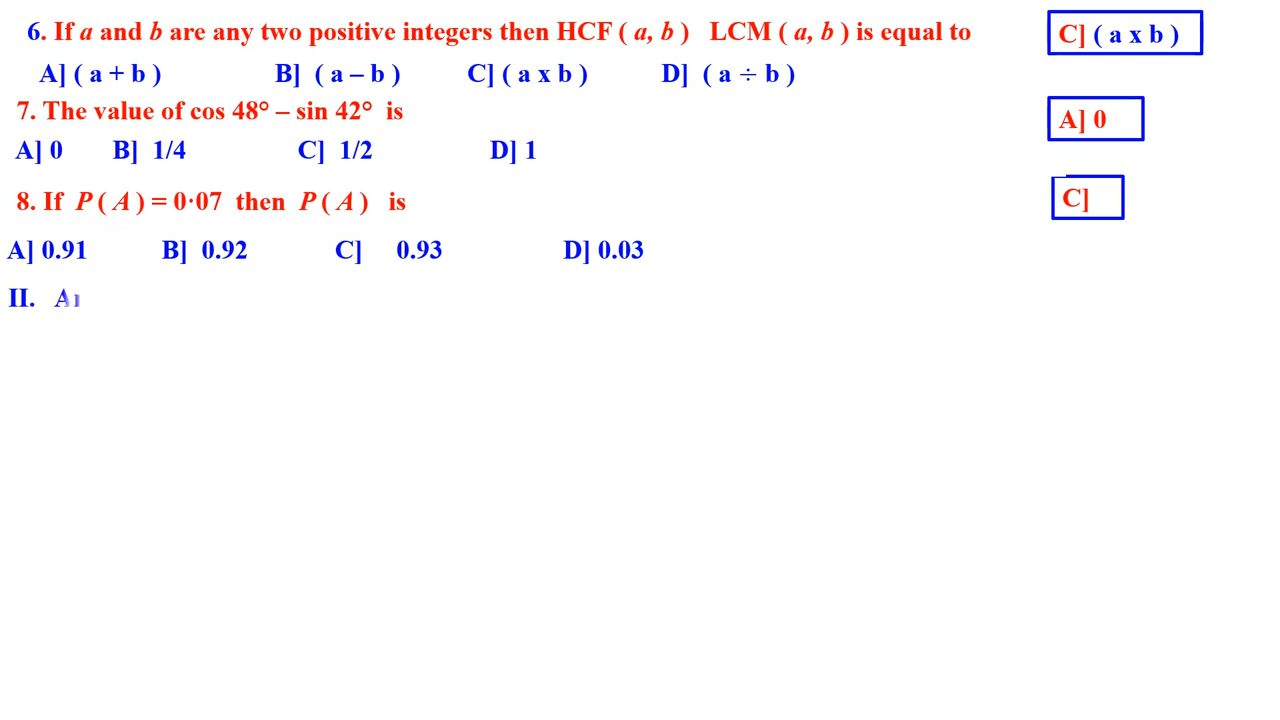 6. If a and b are any two positive integers then HCF ( a, b )   LCM ( a, b ) is equal to
C] ( a x b )
A] ( a + b )   B] ( a – b )   C] ( a x b )   D] ( a ÷ b )
7. The value of cos 48° – sin 42° is
A] 0
A] 0   B] 1/4   C] 1/2   D] 1
8. If P ( A ) = 0·07 then P ( A ) is
C]
A] 0.91   B] 0.92   C] 0.93   D] 0.03
II.